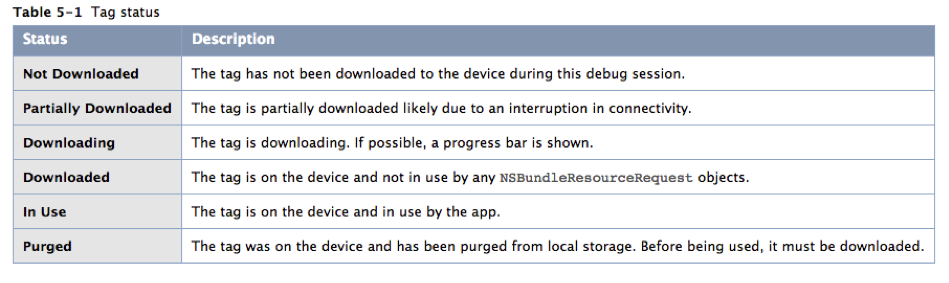 Table 5-1 Tag status
Status Description
Not Downloaded The tag has not been downloaded to the device during this debug session.
Partially Downloaded The tag is partially downloaded likely due to an interruption in connectivity.
Downloading The tag is downloading. If possible, a progress bar is shown.
Downloaded The tag is on the device and not in use by any NSBundleResourceRequest objects.
In Use The tag is on the device and in use by the app.
Purged The tag was on the device and has been purged from local storage. Before being used, it must be downloaded.